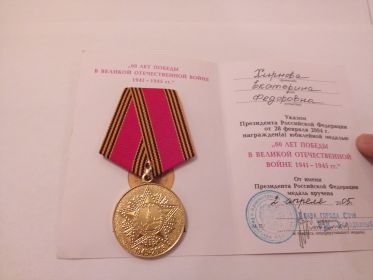 „60 ЛЕТ ПОБЕДЫ
В ВЕЛИКОЙ ОТЕЧЕСТВЕННОЙ ВОЙНЕ
1941–1945 гг."
Екатерина
Федоровна
Указом
Президента Российской Федерации
от 28 февраля 2004 г.
награжден(а) юбилейной медалью
„60 ЛЕТ ПОБЕДЫ
В ВЕЛИКОЙ ОТЕЧЕСТВЕННОЙ
ВОЙНЕ 1941–1945 гг."
От имени
Президента Российской Федерации
медаль вручена
2 апреля 2005.